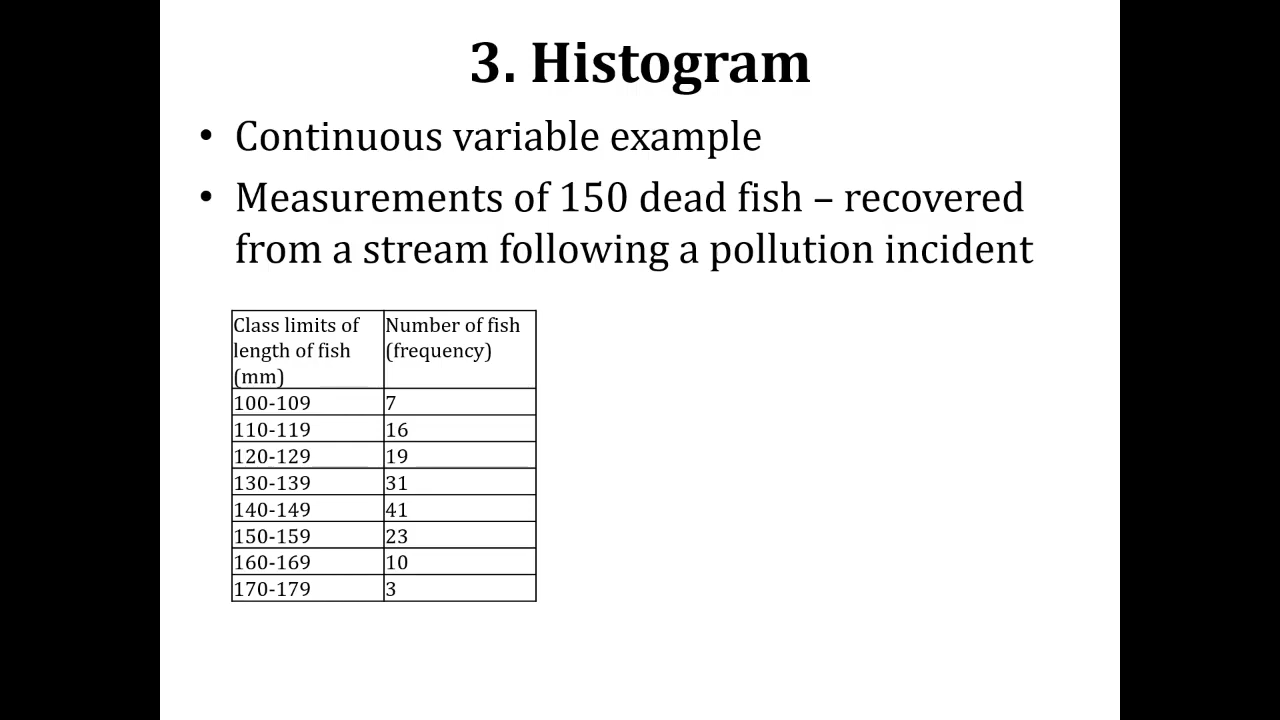 3. Histogram
• Continuous variable example
• Measurements of 150 dead fish – recovered
from a stream following a pollution incident
Class limits of
length of fish
(mm)
Number of fish
(frequency)
100-109 7
110-119 16
120-129 19
130-139 31
140-149 41
150-159 23
160-169 10
170-179 3